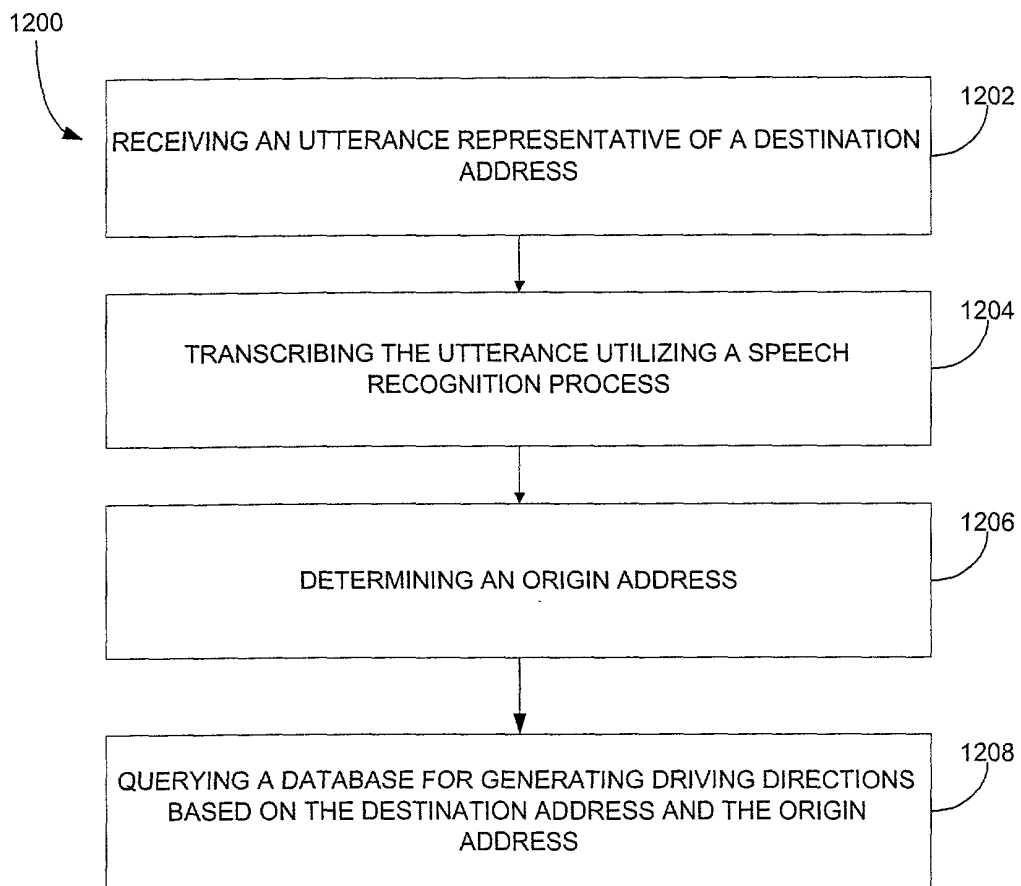 1200
1202
RECEIVING AN UTTERANCE REPRESENTATIVE OF A DESTINATION
ADDRESS
1204
TRANSCRIBING THE UTTERANCE UTILIZING A SPEECH
RECOGNITION PROCESS
1206
DETERMINING AN ORIGIN ADDRESS
1208
QUERYING A DATABASE FOR GENERATING DRIVING DIRECTIONS
BASED ON THE DESTINATION ADDRESS AND THE ORIGIN
ADDRESS